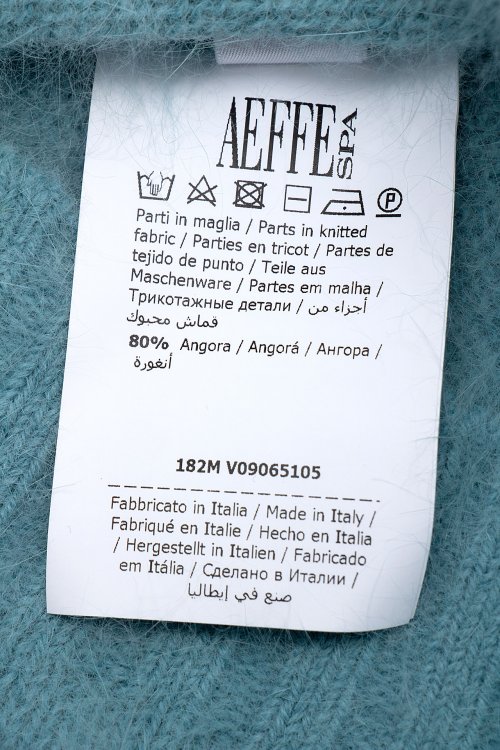 AEFFE SPA
P
Parti in maglia / Parts in knitted
fabric / Parties en tricot / Partes de
tejido de punto / Teile aus
Maschenware / Partes em malha /
Трикотажные детали / أجزاء من
قماش محبوك
80% Angora / Angorá / Ангора /
أنغورة
182M V09065105
Fabbricato in Italia / Made in Italy /
Fabriqué en Italie / Hecho en Italia
/ Hergestellt in Italien / Fabricado
em Itália / Сделано в Италии /
صنع في إيطاليا